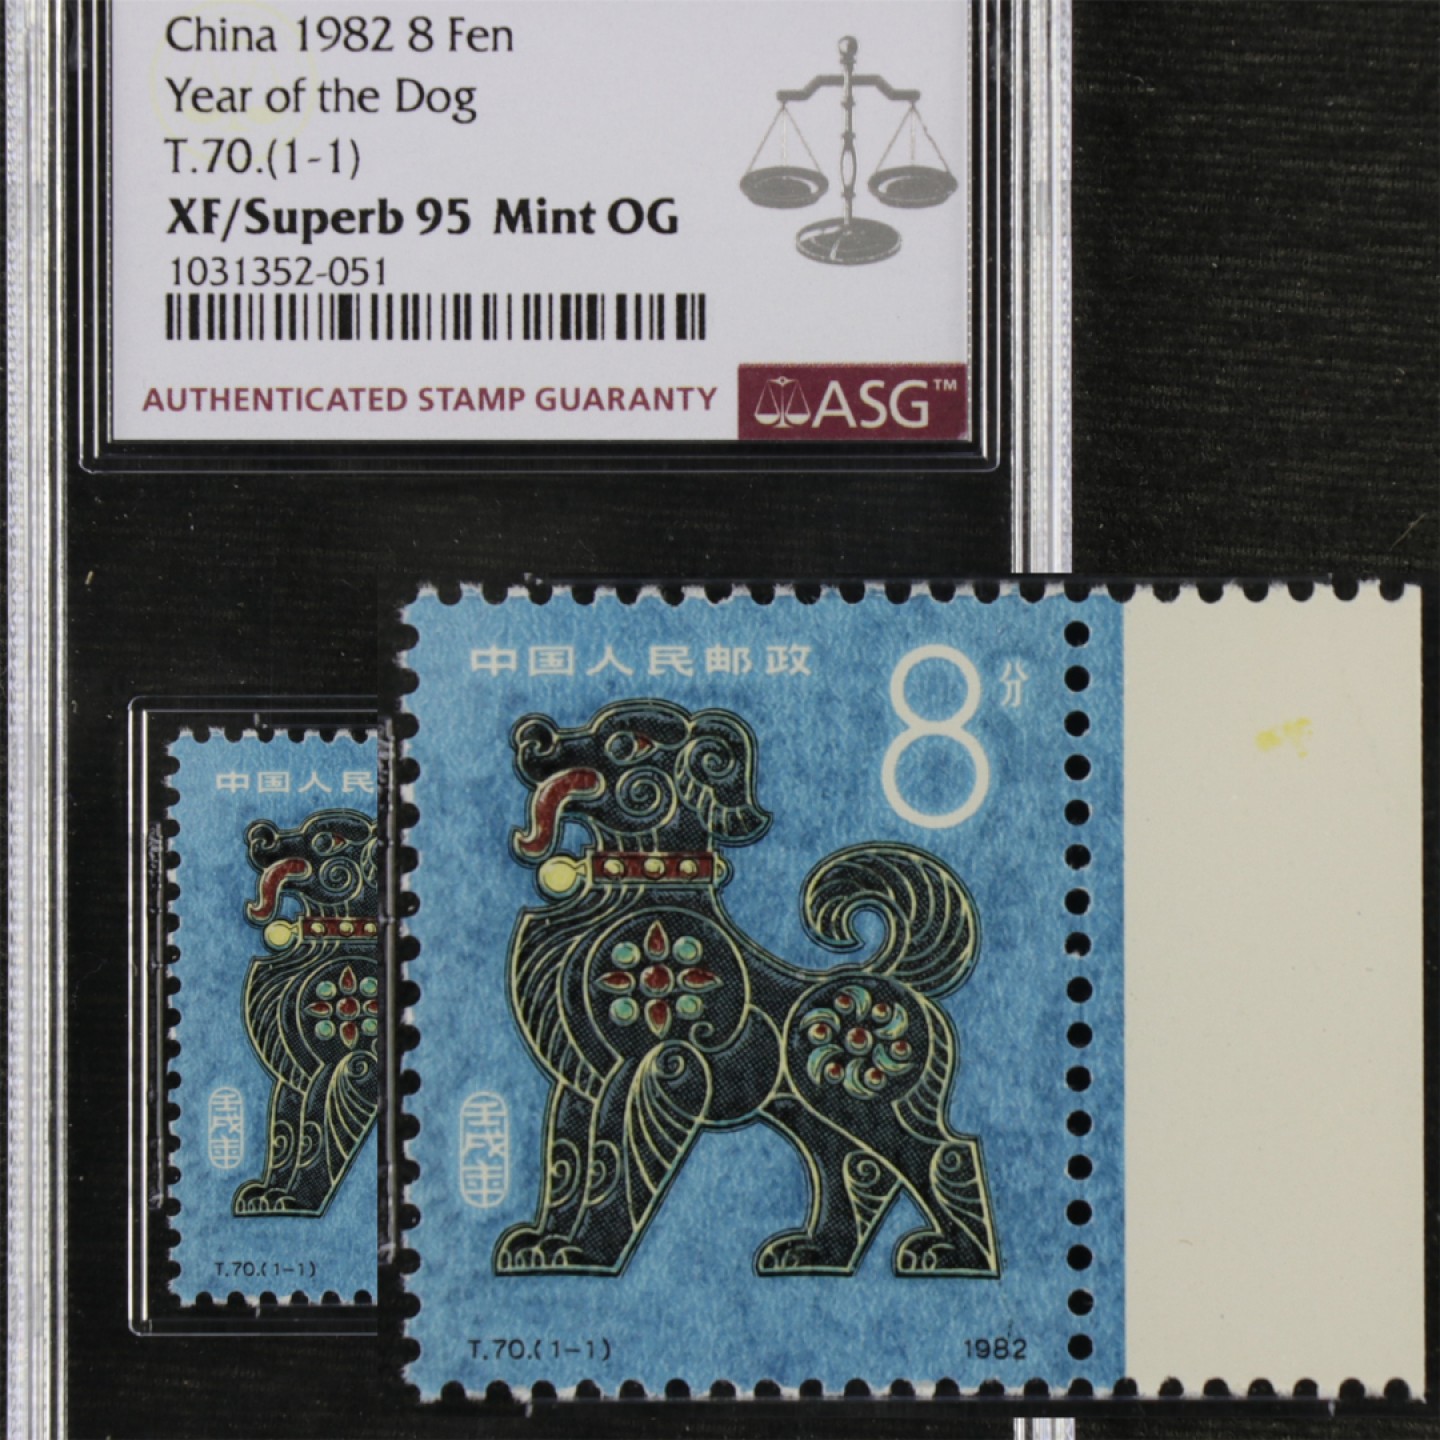 China 1982 8 Fen
Year of the Dog
T.70.(1-1)
XF/Superb 95 Mint OG
1031352-051
AUTHENTICATED STAMP GUARANTY
ASG™
中国人民邮政
8分
壬戌年
T.70.(1-1)
1982
中国人民
壬戌年
T.70.(1-1)